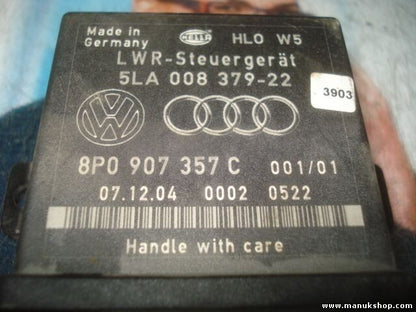 Made in
Germany
HELLA
HLO W5
LWR-Steuergerät
5LA 008 379-22
3903
8P0 907 357 C 001/01
07.12.04 0002 0522
Handle with care
www.manukshop.com